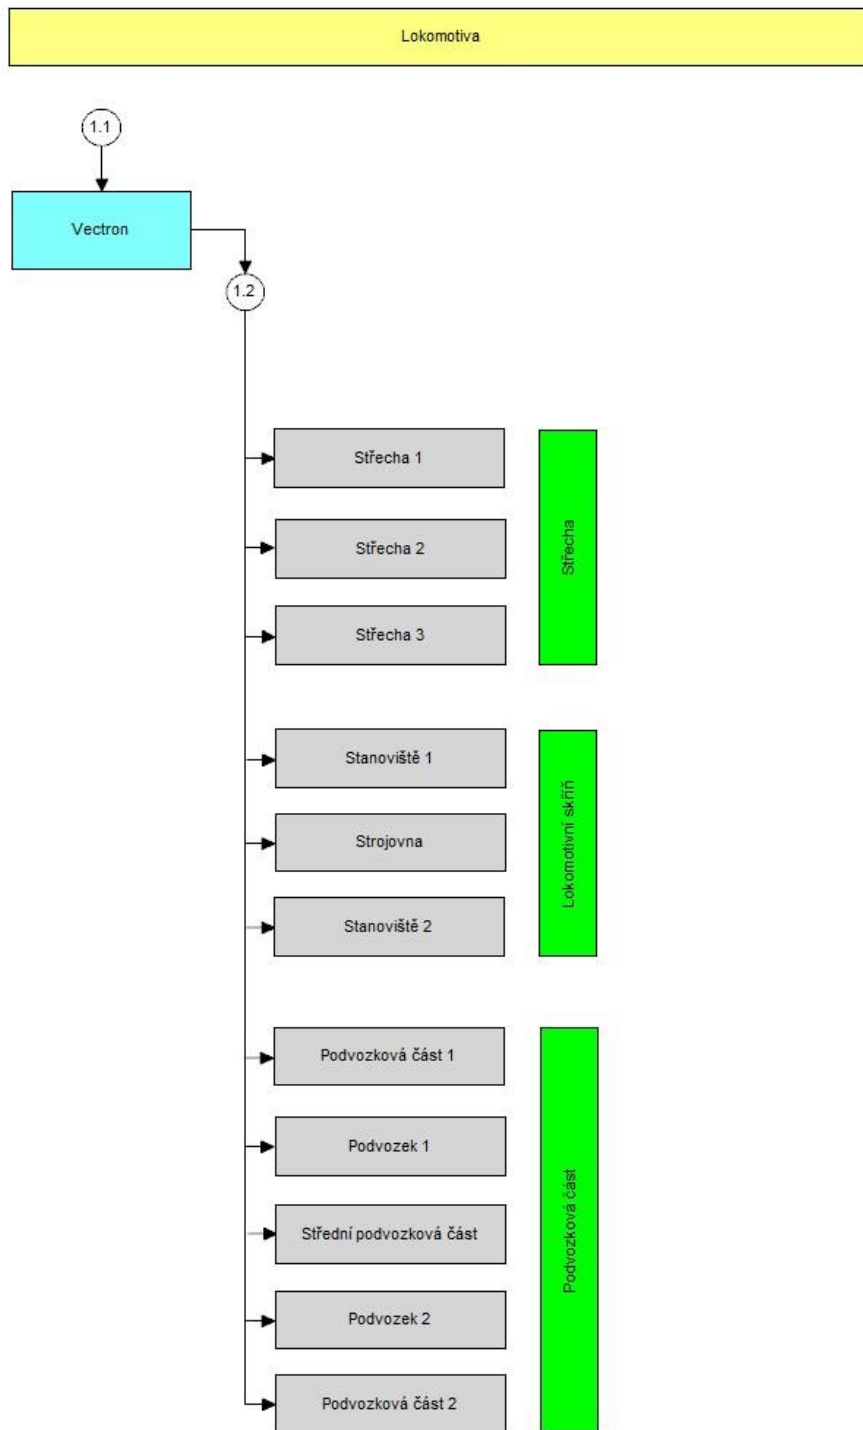 Lokomotiva
1.1
Vectron
1.2
Střecha 1
Střecha 2
Střecha 3
Střecha
Stanoviště 1
Strojovna
Stanoviště 2
Lokomotivní skříň
Podvozková část 1
Podvozek 1
Střední podvozková část
Podvozek 2
Podvozková část 2
Podvozková část